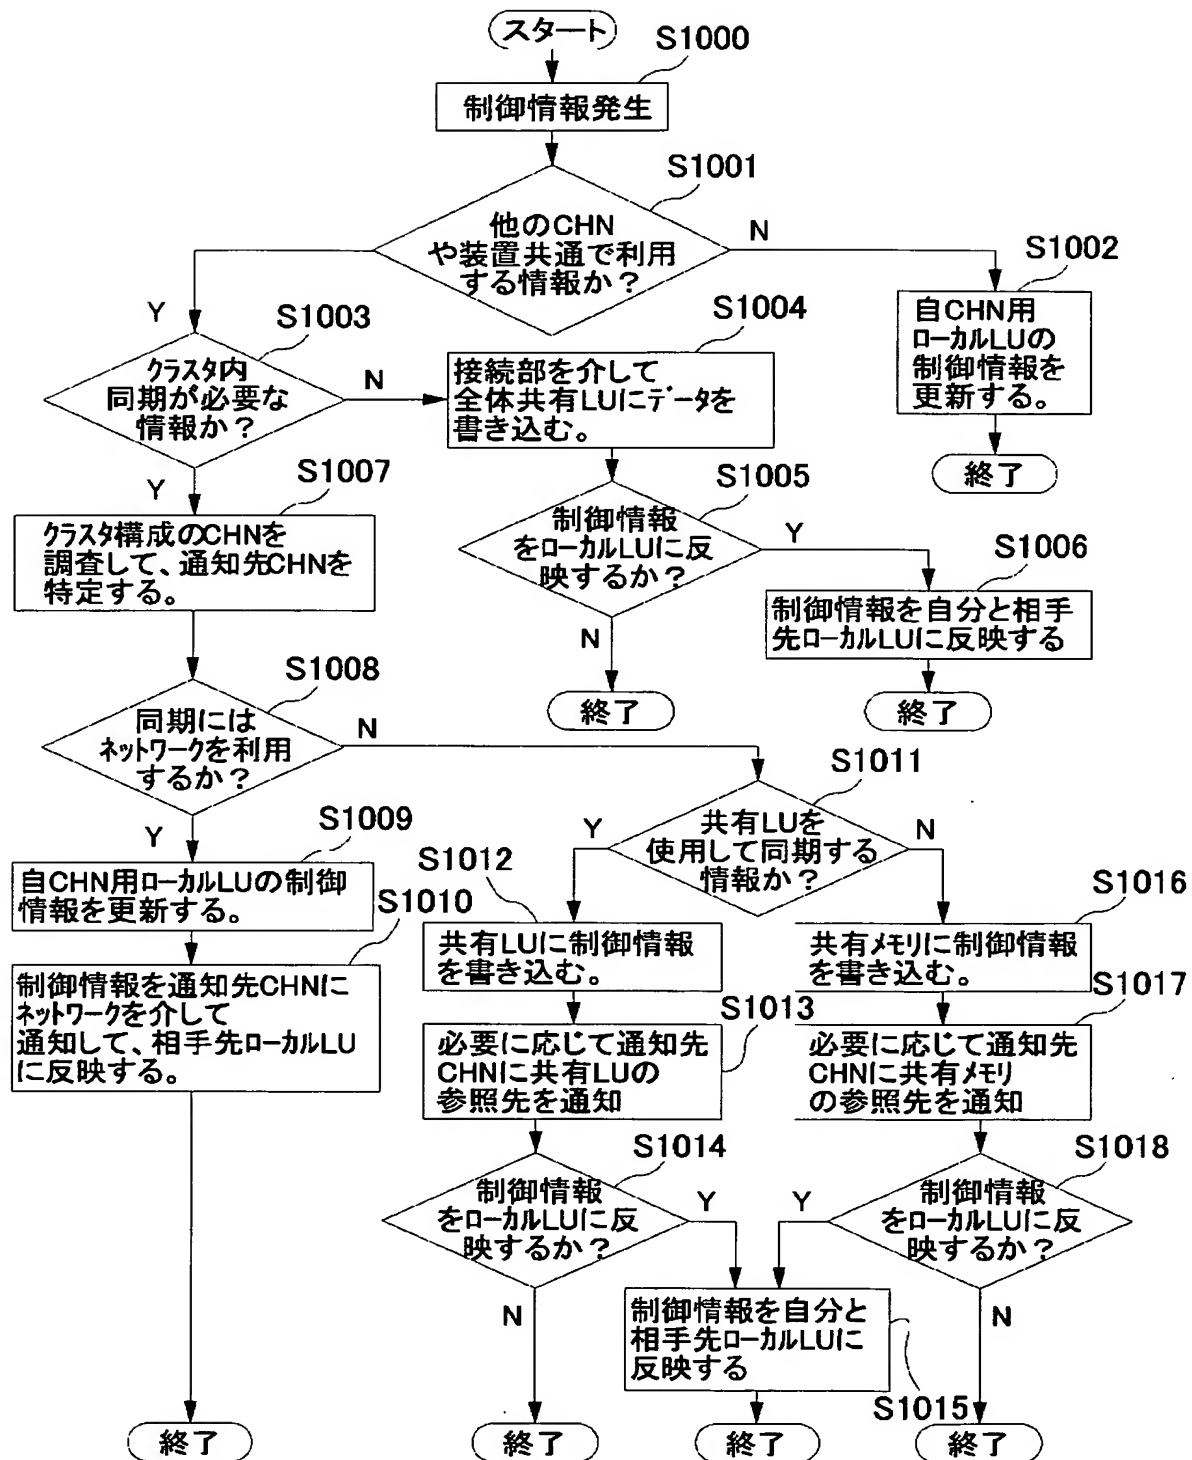 スタート
S1000
制御情報発生
S1001
他のCHN
や装置共通で利用
する情報か？
N
S1002
自CHN用
ローカルLUの
制御情報を
更新する。
終了
Y
S1003
クラスタ内
同期が必要な
情報か？
N
S1004
接続部を介して
全体共有LUにデータを
書き込む。
S1005
制御情報
をローカルLUに反
映するか？
Y
S1006
制御情報を自分と相手
先ローカルLUに反映する
終了
N
終了
Y
S1007
クラスタ構成のCHNを
調査して、通知先CHNを
特定する。
S1008
同期には
ネットワークを利用
するか？
N
Y
S1009
自CHN用ローカルLUの制御
情報を更新する。
S1010
制御情報を通知先CHNに
ネットワークを介して
通知して、相手先ローカルLU
に反映する。
終了
S1011
共有LUを
使用して同期する
情報か？
Y
N
S1012
共有LUに制御情報
を書き込む。
S1013
必要に応じて通知先
CHNに共有LUの
参照先を通知
S1014
制御情報
をローカルLUに反
映するか？
Y
N
終了
S1016
共有メモリに制御情報
を書き込む。
S1017
必要に応じて通知先
CHNに共有メモリ
の参照先を通知
S1018
制御情報
をローカルLUに反
映するか？
Y
N
制御情報を自分と
相手先ローカルLUに
反映する
S1015
終了
終了